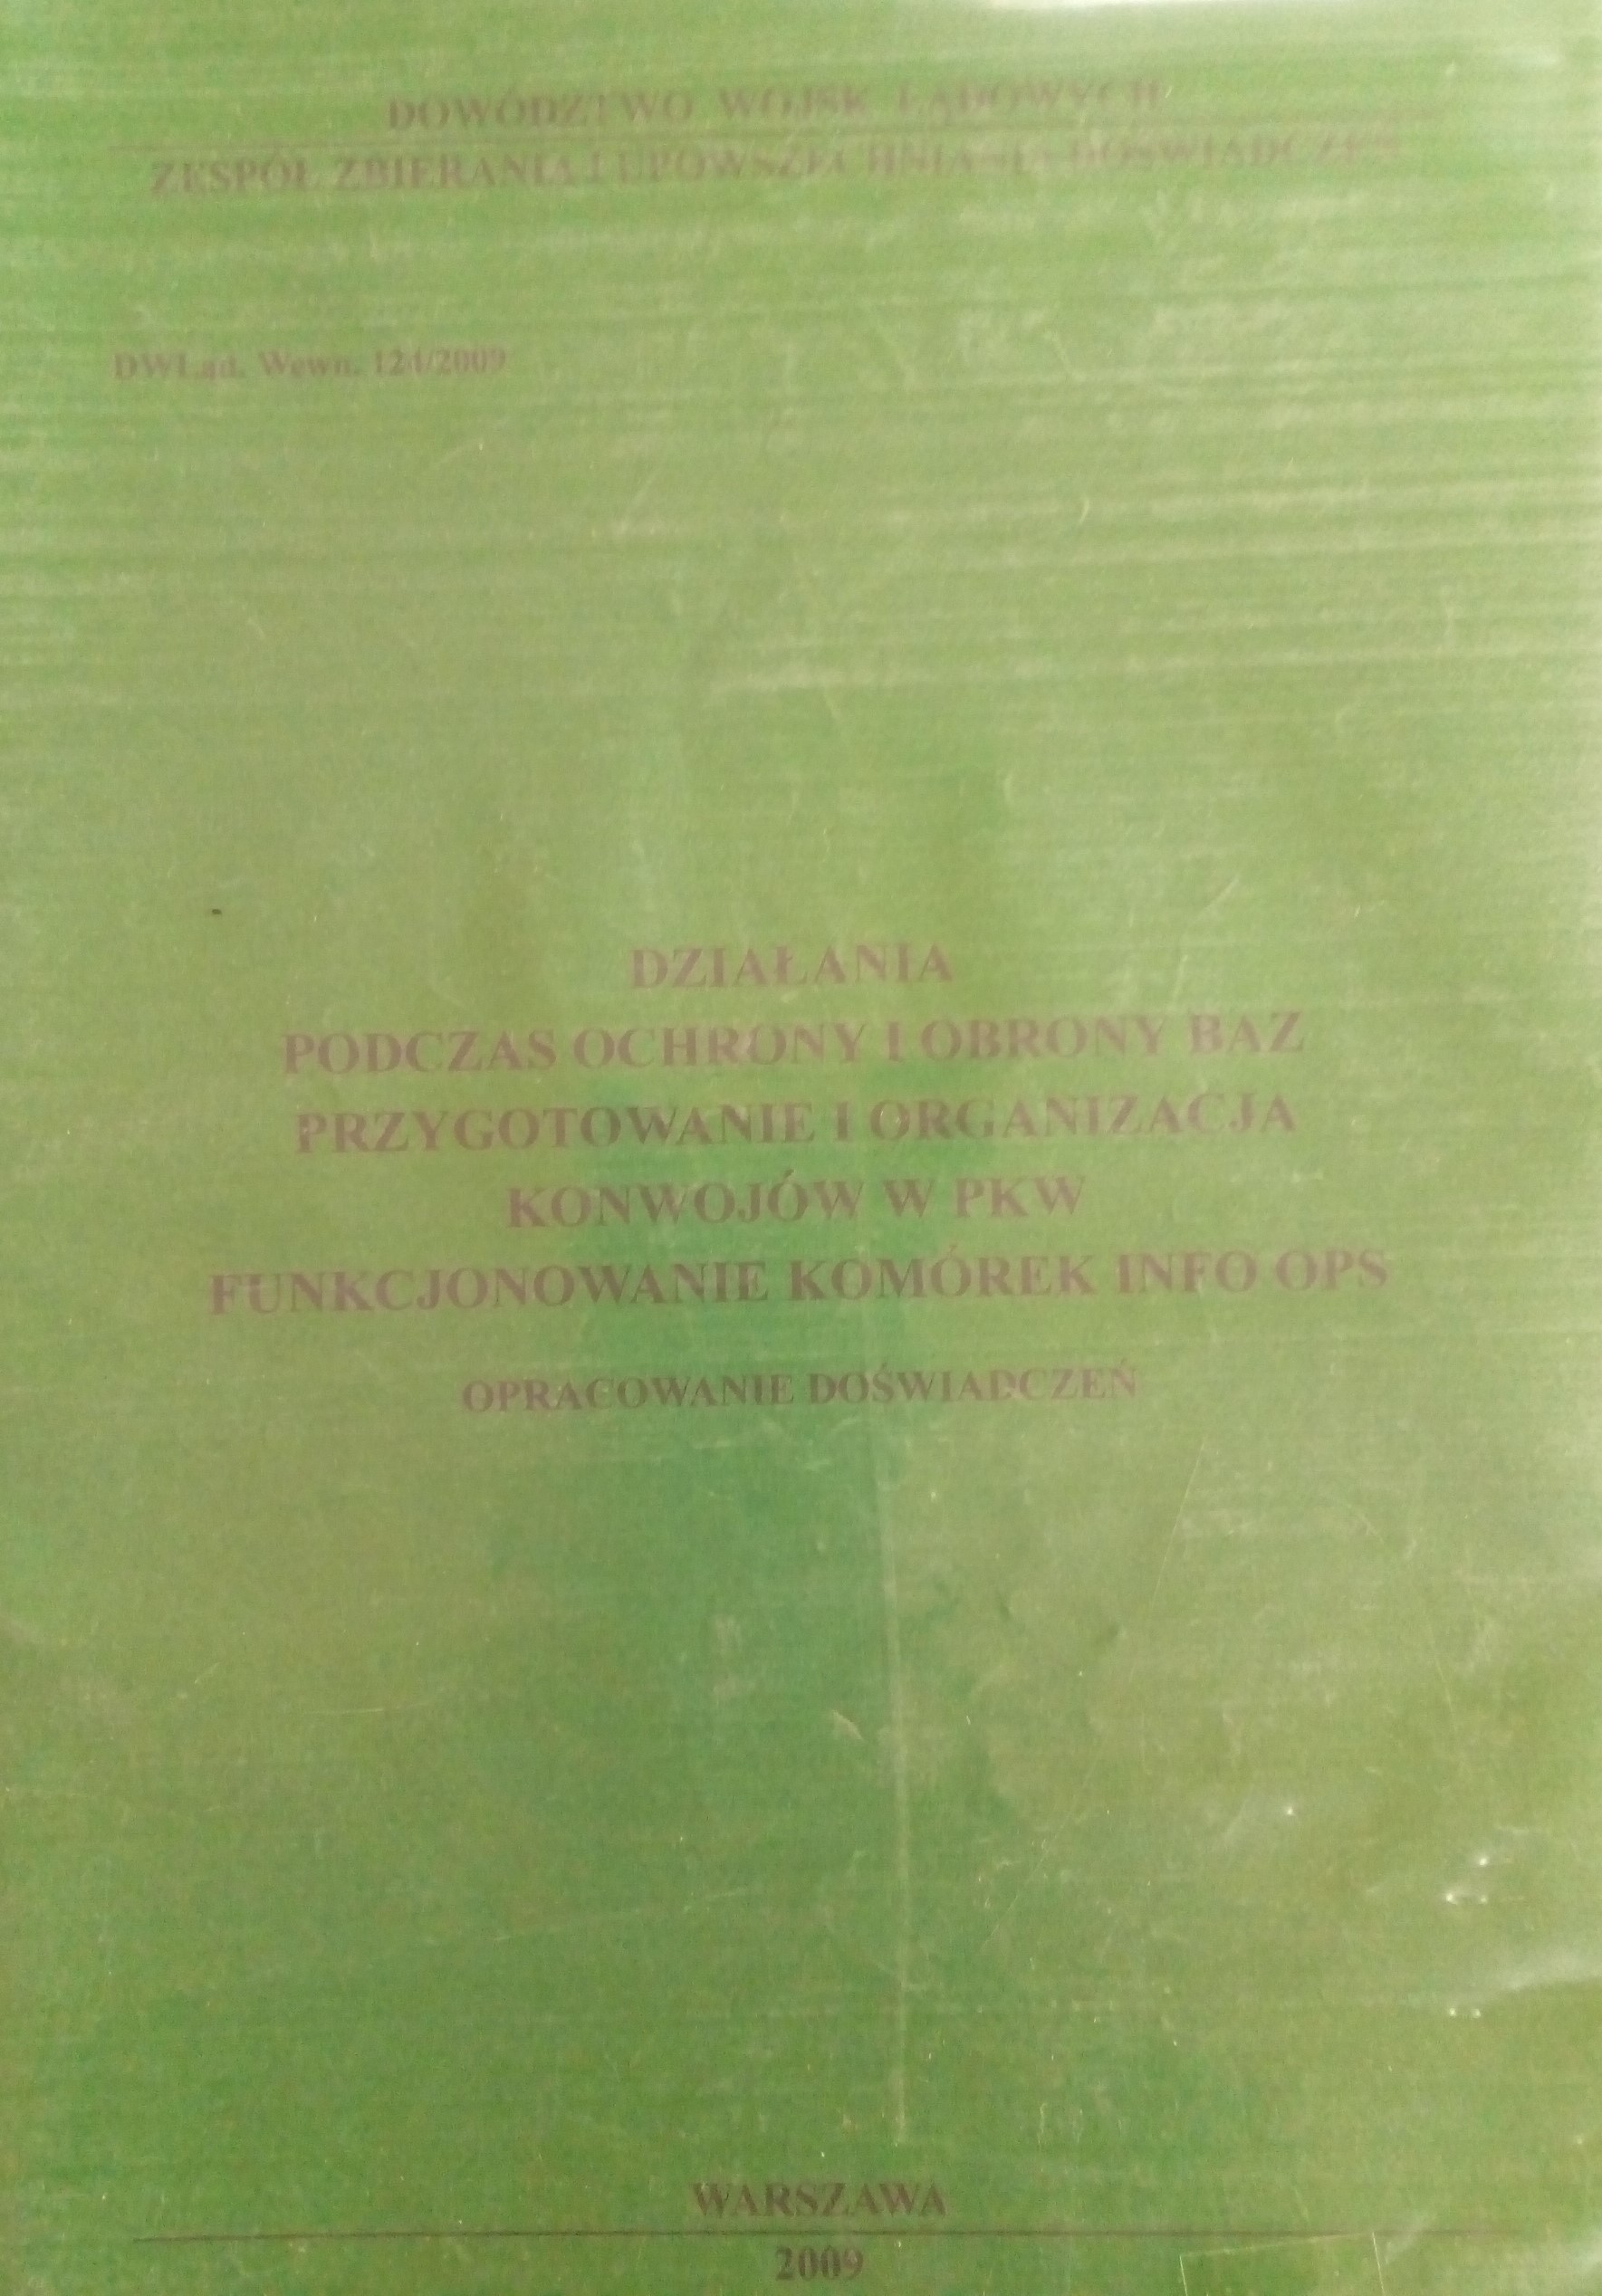 DOWÓDZTWO WOJSK LĄDOWYCH
ZESPÓŁ ZBIERANIA I UPOWSZECHNIANIA DOŚWIADCZEŃ
DWLąd. Wewn. 124/2009
DZIAŁANIA
PODCZAS OCHRONY I OBRONY BAZ
PRZYGOTOWANIE I ORGANIZACJA
KONWOJÓW W PKW
FUNKCJONOWANIE KOMÓREK INFO OPS
OPRACOWANIE DOŚWIADCZEŃ
WARSZAWA
2009